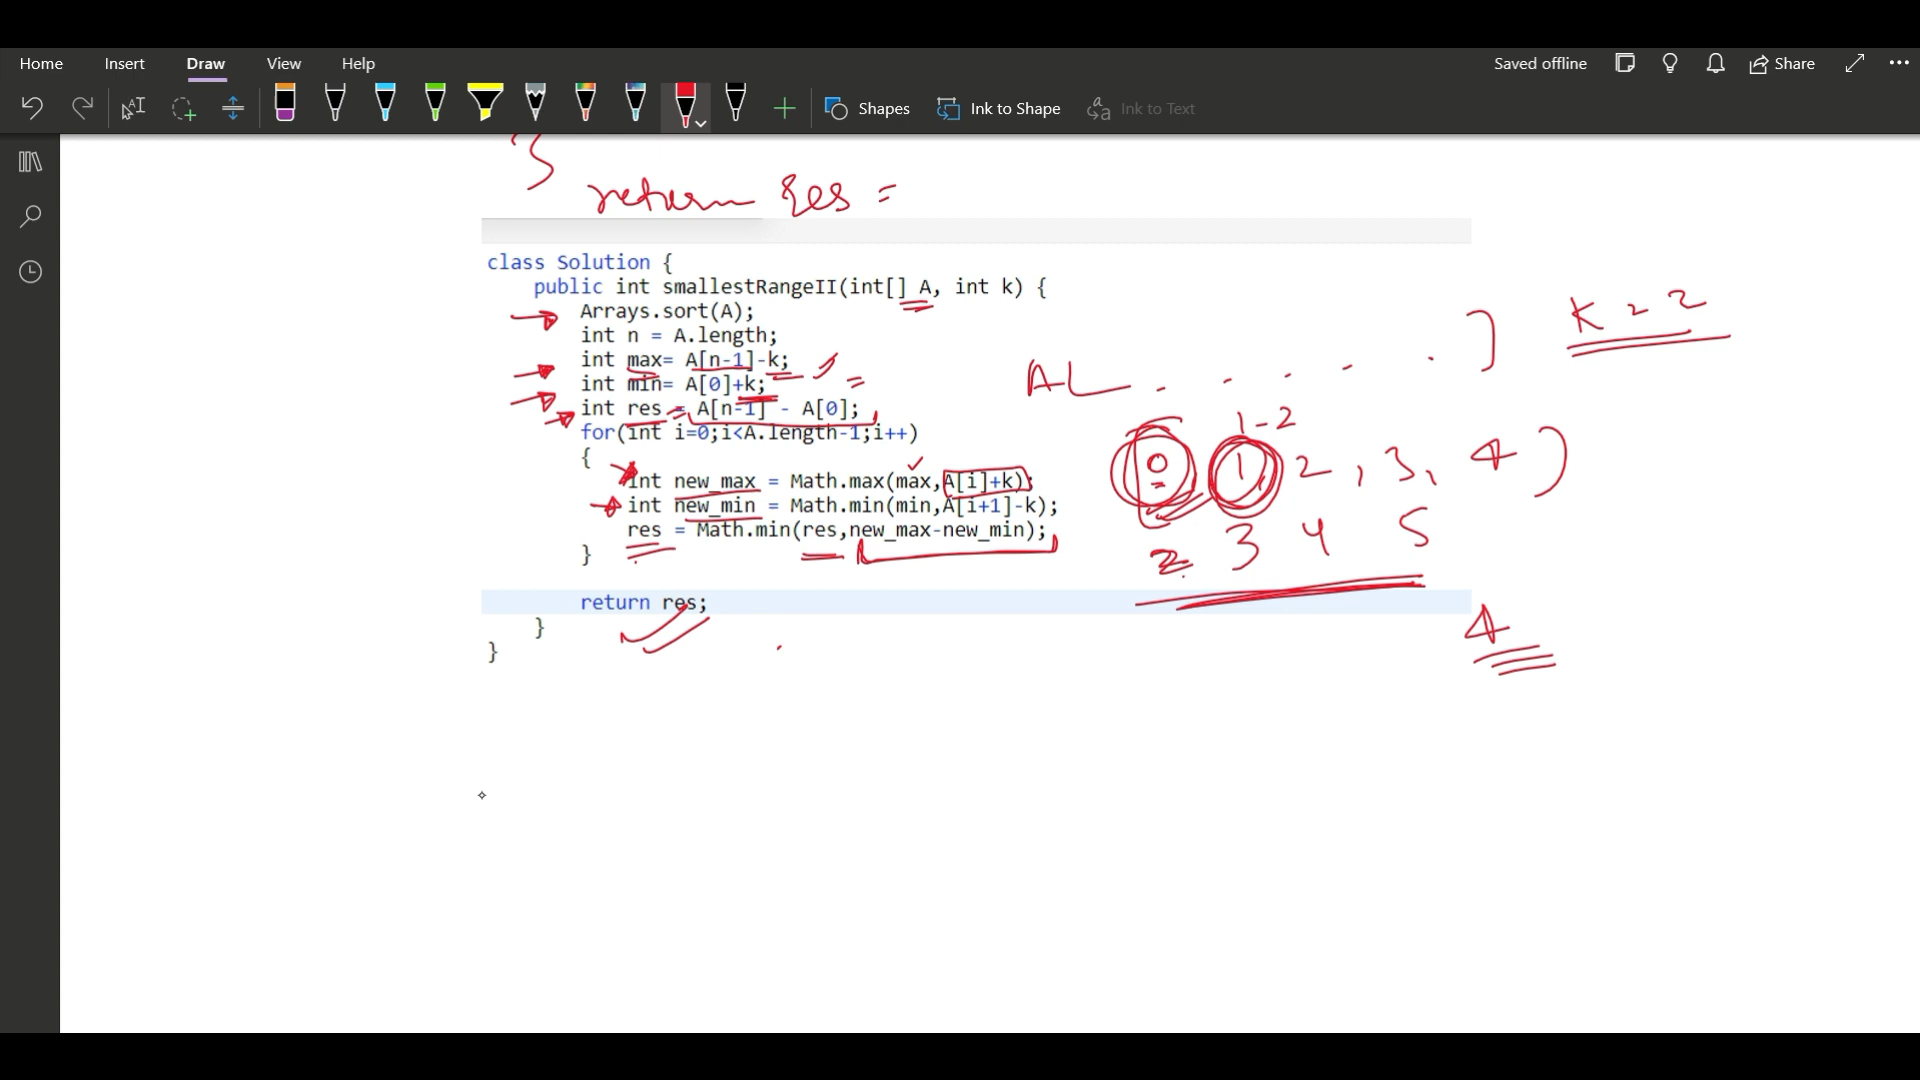 Home Insert Draw View Help Saved offline Share
Shapes Ink to Shape Ink to Text
return Res =
class Solution {
public int smallestRangeII(int[] A, int k) {
Arrays.sort(A);
int n = A.length;
int max= A[n-1]-k;
int min= A[0]+k;
int res = A[n-1] - A[0];
for(int i=0;i<A.length-1;i++)
{
int new_max = Math.max(max,A[i]+k);
int new_min = Math.min(min,A[i+1]-k);
res = Math.min(res,new_max-new_min);
}
return res;
}
}
K = 2
A[ . . . . . . ]
1-2
0 1 2 , 3, 4 )
2 3 4 5
4